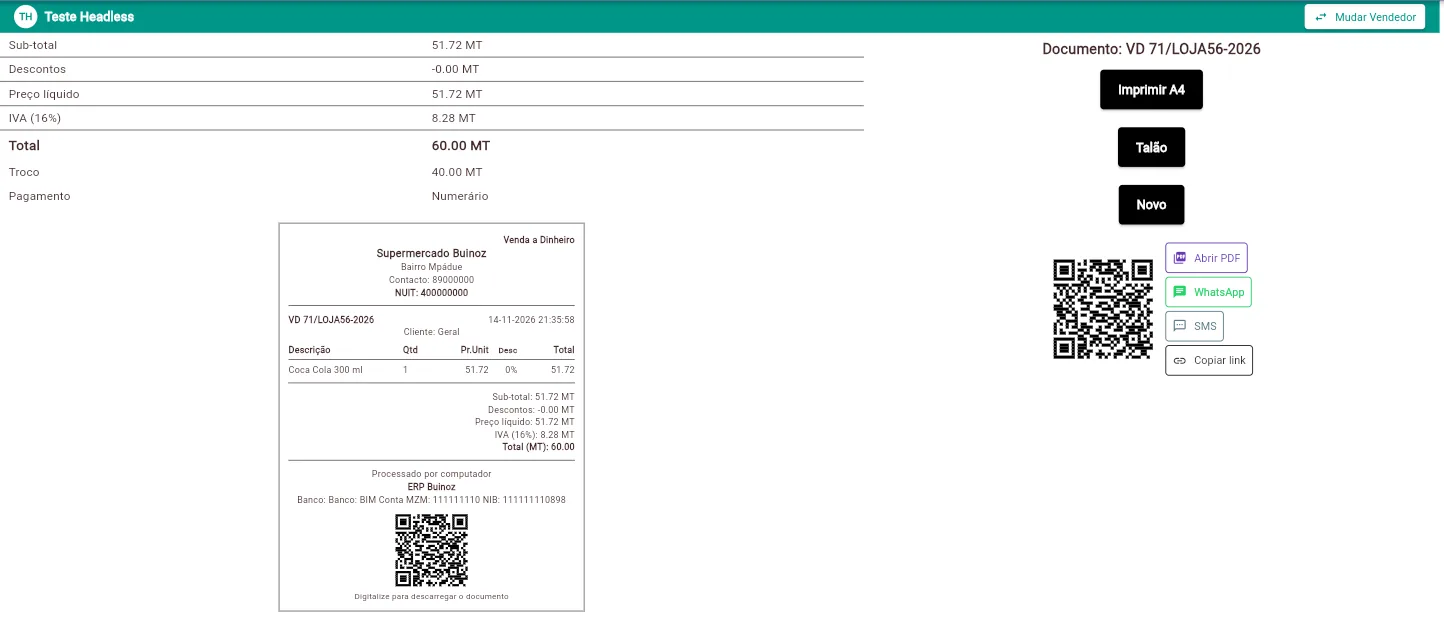 TH Teste Headless
Mudar Vendedor
Sub-total 51.72 MT
Descontos -0.00 MT
Preço líquido 51.72 MT
IVA (16%) 8.28 MT
Total 60.00 MT
Troco 40.00 MT
Pagamento Numerário
Venda a Dinheiro
Supermercado Buinoz
Bairro Mpádue
Contacto: 89000000
NUIT: 400000000
VD 71/LOJA56-2026 14-11-2026 21:35:58
Cliente: Geral
Descrição Qtd Pr.Unit Desc Total
Coca Cola 300 ml 1 51.72 0% 51.72
Sub-total: 51.72 MT
Descontos: -0.00 MT
Preço líquido: 51.72 MT
IVA (16%): 8.28 MT
Total (MT): 60.00
Processado por computador
ERP Buinoz
Banco: Banco: BIM Conta MZM: 111111110 NIB: 111111110898
Digitalize para descarregar o documento
Documento: VD 71/LOJA56-2026
Imprimir A4
Talão
Novo
PDF Abrir PDF
WhatsApp
SMS
Copiar link